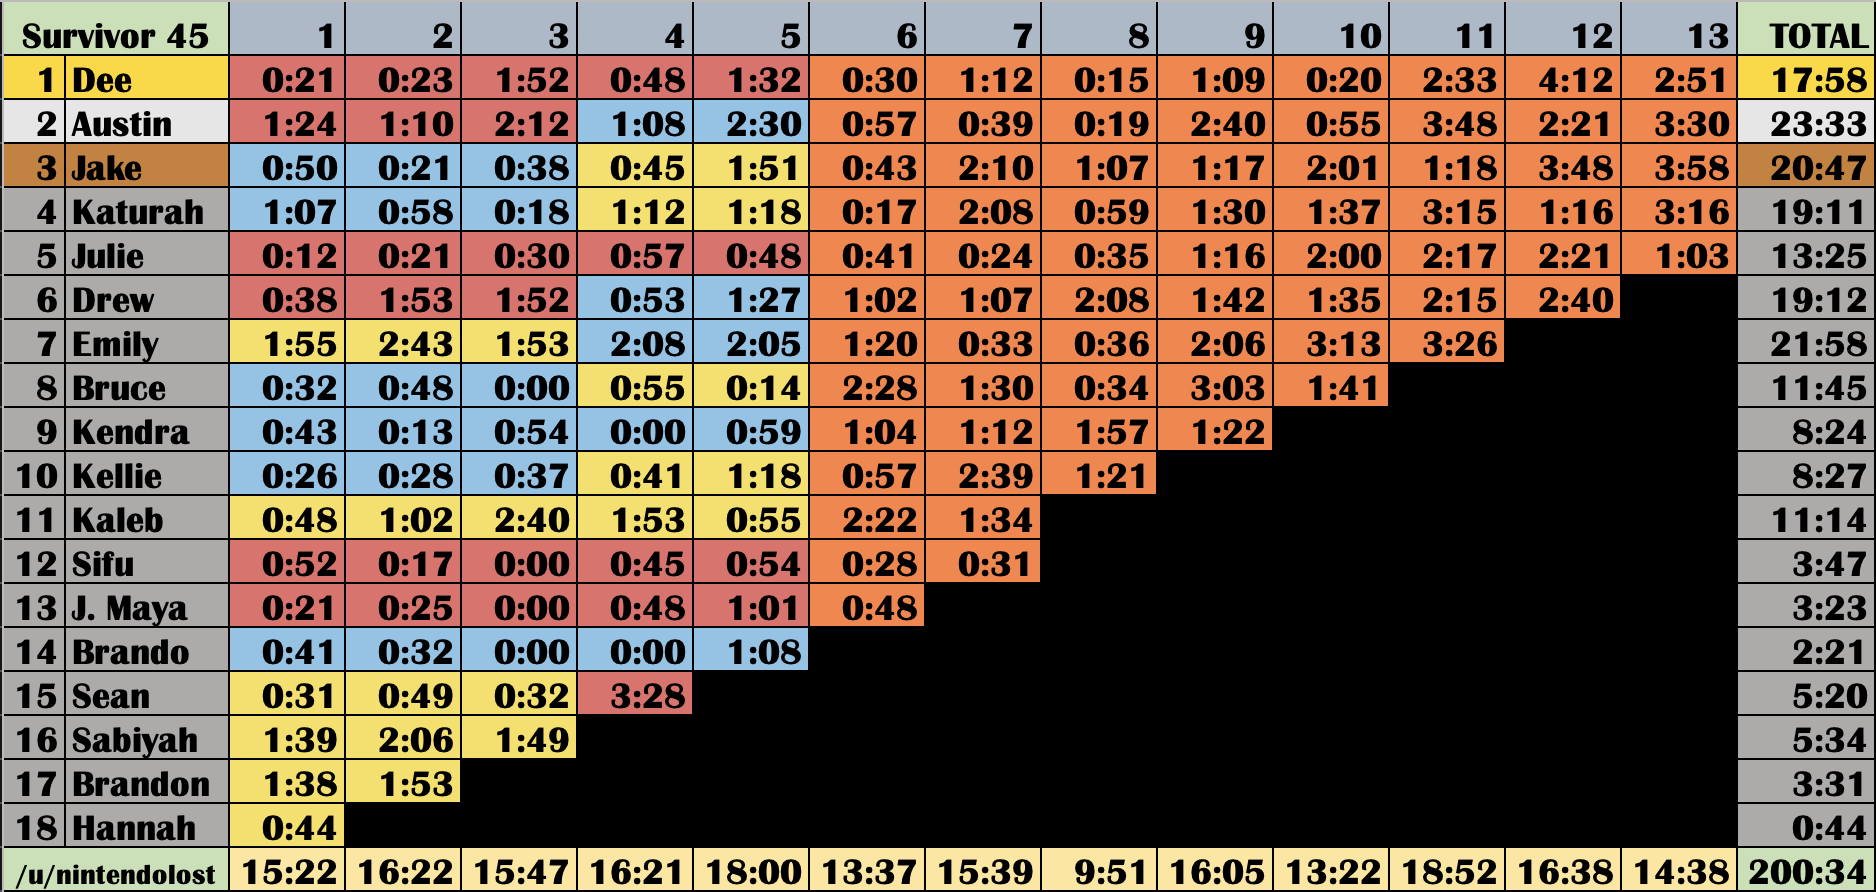 Survivor 45 1 2 3 4 5 6 7 8 9 10 11 12 13 TOTAL
1 Dee 0:21 0:23 1:52 0:48 1:32 0:30 1:12 0:15 1:09 0:20 2:33 4:12 2:51 17:58
2 Austin 1:24 1:10 2:12 1:08 2:30 0:57 0:39 0:19 2:40 0:55 3:48 2:21 3:30 23:33
3 Jake 0:50 0:21 0:38 0:45 1:51 0:43 2:10 1:07 1:17 2:01 1:18 3:48 3:58 20:47
4 Katurah 1:07 0:58 0:18 1:12 1:18 0:17 2:08 0:59 1:30 1:37 3:15 1:16 3:16 19:11
5 Julie 0:12 0:21 0:30 0:57 0:48 0:41 0:24 0:35 1:16 2:00 2:17 2:21 1:03 13:25
6 Drew 0:38 1:53 1:52 0:53 1:27 1:02 1:07 2:08 1:42 1:35 2:15 2:40 19:12
7 Emily 1:55 2:43 1:53 2:08 2:05 1:20 0:33 0:36 2:06 3:13 3:26 21:58
8 Bruce 0:32 0:48 0:00 0:55 0:14 2:28 1:30 0:34 3:03 1:41 11:45
9 Kendra 0:43 0:13 0:54 0:00 0:59 1:04 1:12 1:57 1:22 8:24
10 Kellie 0:26 0:28 0:37 0:41 1:18 0:57 2:39 1:21 8:27
11 Kaleb 0:48 1:02 2:40 1:53 0:55 2:22 1:34 11:14
12 Sifu 0:52 0:17 0:00 0:45 0:54 0:28 0:31 3:47
13 J. Maya 0:21 0:25 0:00 0:48 1:01 0:48 3:23
14 Brando 0:41 0:32 0:00 0:00 1:08 2:21
15 Sean 0:31 0:49 0:32 3:28 5:20
16 Sabiyah 1:39 2:06 1:49 5:34
17 Brandon 1:38 1:53 3:31
18 Hannah 0:44 0:44
/u/nintendolost 15:22 16:22 15:47 16:21 18:00 13:37 15:39 9:51 16:05 13:22 18:52 16:38 14:38 200:34